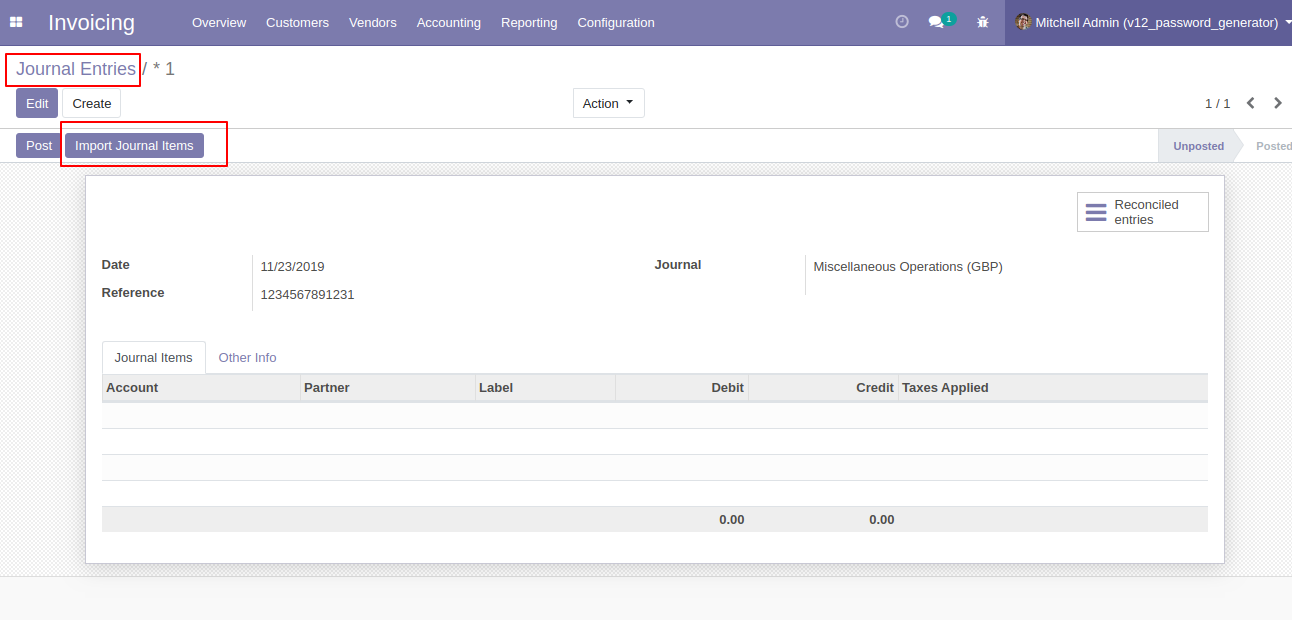 Invoicing Overview Customers Vendors Accounting Reporting Configuration 1 Mitchell Admin (v12_password_generator)
Journal Entries / * 1
Edit Create Action 1 / 1
Post Import Journal Items Unposted Posted
Reconciled
entries
Date 11/23/2019 Journal Miscellaneous Operations (GBP)
Reference 1234567891231
Journal Items Other Info
Account Partner Label Debit Credit Taxes Applied
0.00 0.00